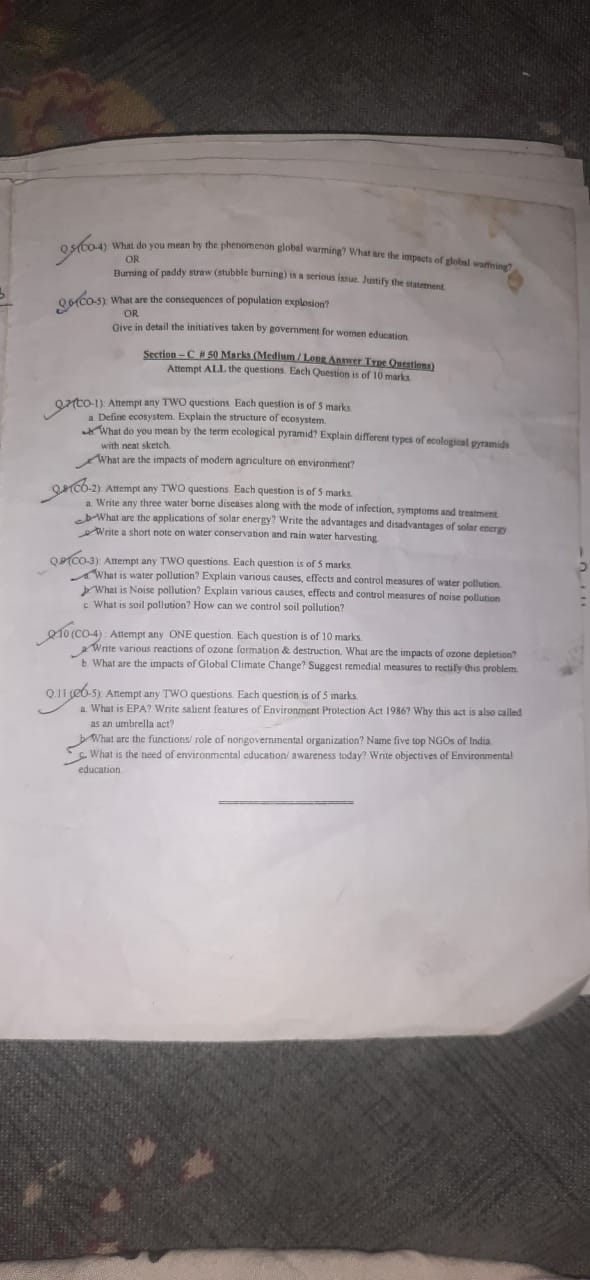 Q 5 (CO-4): What do you mean by the phenomenon global warming? What are the impacts of global warming?
OR
Burning of paddy straw (stubble burning) is a serious issue. Justify the statement.
Q 6 (CO-5): What are the consequences of population explosion?
OR
Give in detail the initiatives taken by government for women education.
Section – C # 50 Marks (Medium / Long Answer Type Questions)
Attempt ALL the questions. Each Question is of 10 marks.
Q.7 (CO-1): Attempt any TWO questions. Each question is of 5 marks.
a. Define ecosystem. Explain the structure of ecosystem.
b. What do you mean by the term ecological pyramid? Explain different types of ecological pyramids
with neat sketch.
c. What are the impacts of modern agriculture on environment?
Q.8 (CO-2): Attempt any TWO questions. Each question is of 5 marks.
a. Write any three water borne diseases along with the mode of infection, symptoms and treatment.
b. What are the applications of solar energy? Write the advantages and disadvantages of solar energy
c. Write a short note on water conservation and rain water harvesting.
Q.9 (CO-3): Attempt any TWO questions. Each question is of 5 marks.
a. What is water pollution? Explain various causes, effects and control measures of water pollution.
b. What is Noise pollution? Explain various causes, effects and control measures of noise pollution
c. What is soil pollution? How can we control soil pollution?
Q.10 (CO-4): Attempt any ONE question. Each question is of 10 marks.
a. Write various reactions of ozone formation & destruction. What are the impacts of ozone depletion?
b. What are the impacts of Global Climate Change? Suggest remedial measures to rectify this problem.
Q.11 (CO-5): Attempt any TWO questions. Each question is of 5 marks.
a. What is EPA? Write salient features of Environment Protection Act 1986? Why this act is also called
as an umbrella act?
b. What are the functions/ role of nongovernmental organization? Name five top NGOs of India.
c. What is the need of environmental education/ awareness today? Write objectives of Environmental
education.